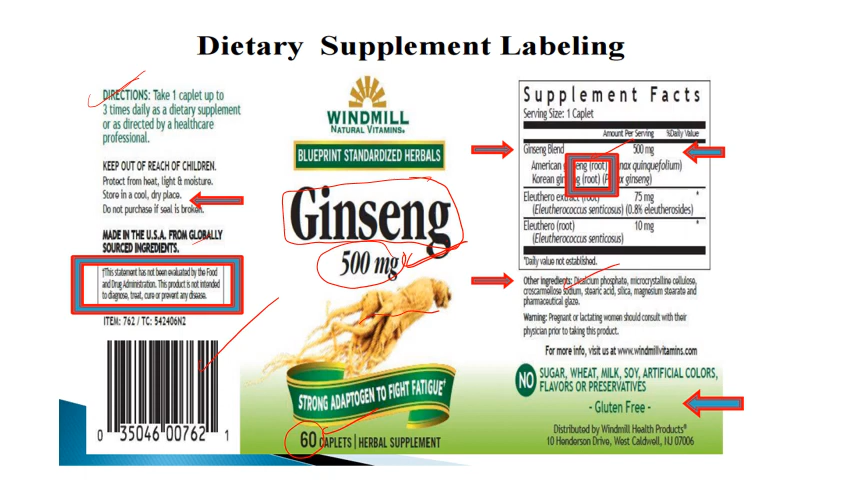 Dietary Supplement Labeling
DIRECTIONS: Take 1 caplet up to
3 times daily as a dietary supplement
or as directed by a healthcare
professional.
KEEP OUT OF REACH OF CHILDREN.
Protect from heat, light & moisture.
Store in a cool, dry place.
Do not purchase if seal is broken.
MADE IN THE U.S.A. FROM GLOBALLY
SOURCED INGREDIENTS.
†This statement has not been evaluated by the Food
and Drug Administration. This product is not intended
to diagnose, treat, cure or prevent any disease.
ITEM: 762 / TC: 542406N2
0 35046 00762 1
WINDMILL
NATURAL VITAMINS®
BLUEPRINT STANDARDIZED HERBALS
Ginseng
500 mg
STRONG ADAPTOGEN TO FIGHT FATIGUE†
60 CAPLETS | HERBAL SUPPLEMENT
Supplement Facts
Serving Size: 1 Caplet
Amount Per Serving %Daily Value
Ginseng Blend 500 mg
American (root) quinquefolium)
Korean (root) ginseng)
Eleuthero extract (root) 75 mg *
(Eleutherococcus senticosus) (0.8% eleutherosides)
Eleuthero (root) 10 mg *
(Eleutherococcus senticosus)
*Daily value not established.
Other Ingredients: Dicalcium phosphate, microcrystalline cellulose,
croscarmellose sodium, stearic acid, silica, magnesium stearate and
pharmaceutical glaze.
Warning: Pregnant or lactating women should consult with their
physician prior to taking this product.
For more info, visit us at www.windmillvitamins.com
NO SUGAR, WHEAT, MILK, SOY, ARTIFICIAL COLORS,
FLAVORS OR PRESERVATIVES
- Gluten Free -
Distributed by Windmill Health Products®
10 Henderson Drive, West Caldwell, NJ 07006